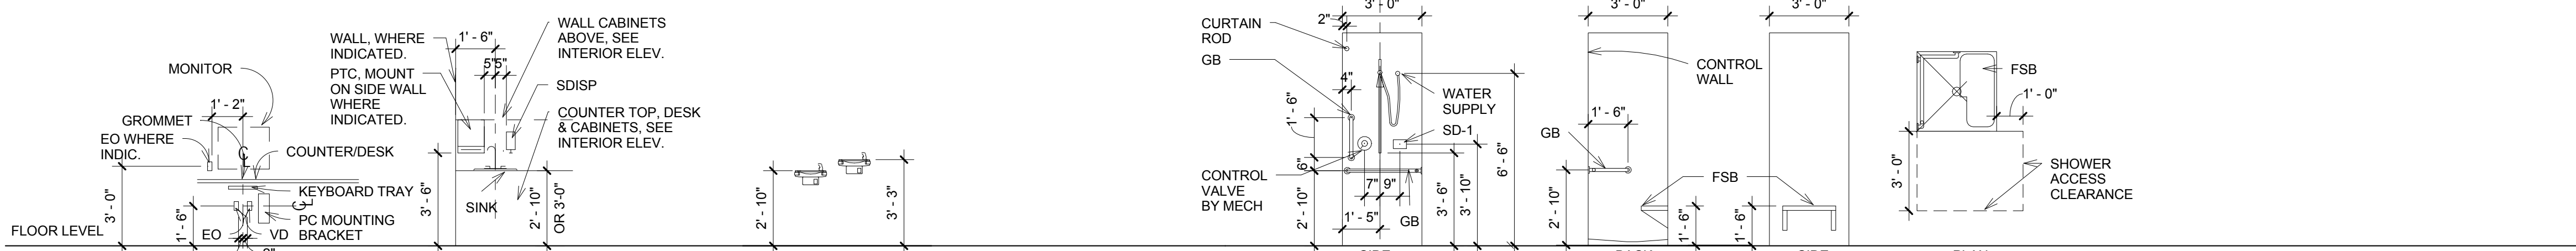 MONITOR
1' - 2"
GROMMET
EO WHERE
INDIC.
COUNTER/DESK
KEYBOARD TRAY
PC MOUNTING
BRACKET
3' - 0"
1' - 6"
EO
VD
FLOOR LEVEL
WALL, WHERE
INDICATED.
PTC, MOUNT
ON SIDE WALL
WHERE
INDICATED.
1' - 6"
5"
5"
WALL CABINETS
ABOVE, SEE
INTERIOR ELEV.
SDISP
COUNTER TOP, DESK
& CABINETS, SEE
INTERIOR ELEV.
3' - 6"
SINK
2' - 10"
OR 3'-0"
2' - 10"
3' - 3"
3' - 0"
2"
CURTAIN
ROD
GB
4"
1' - 6"
6"
WATER
SUPPLY
SD-1
CONTROL
VALVE
BY MECH
2' - 10"
7"
9"
1' - 5"
GB
3' - 6"
3' - 10"
6' - 6"
3' - 0"
CONTROL
WALL
1' - 6"
GB
2' - 10"
FSB
1' - 6"
3' - 0"
1' - 6"
FSB
1' - 0"
3' - 0"
SHOWER
ACCESS
CLEARANCE